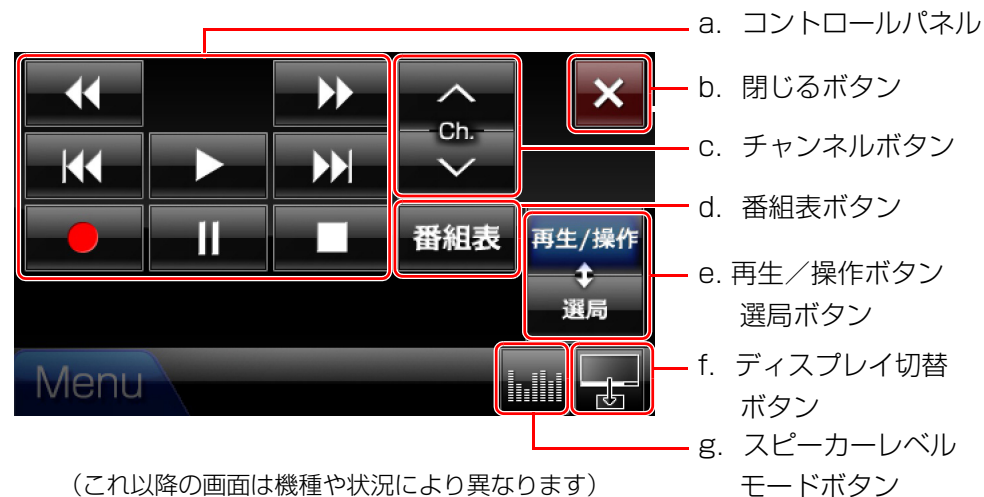 a. コントロールパネル
b. 閉じるボタン
Ch.
c. チャンネルボタン
d. 番組表ボタン
番組表
再生/操作
選局
e. 再生／操作ボタン
選局ボタン
Menu
f. ディスプレイ切替
ボタン
g. スピーカーレベル
モードボタン
（これ以降の画面は機種や状況により異なります）